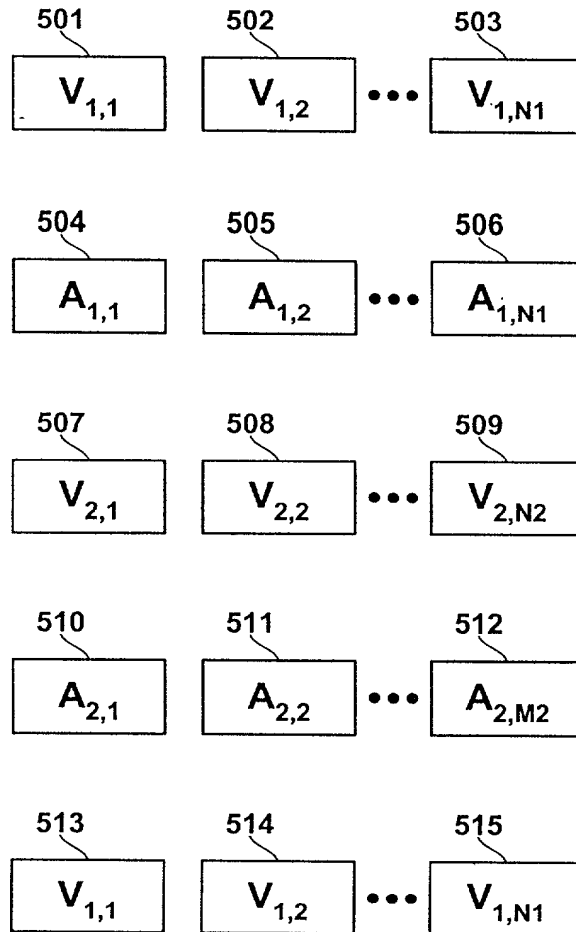 501 502 503
V1,1 V1,2 ••• V1,N1
504 505 506
A1,1 A1,2 ••• A1,N1
507 508 509
V2,1 V2,2 ••• V2,N2
510 511 512
A2,1 A2,2 ••• A2,M2
513 514 515
V1,1 V1,2 ••• V1,N1